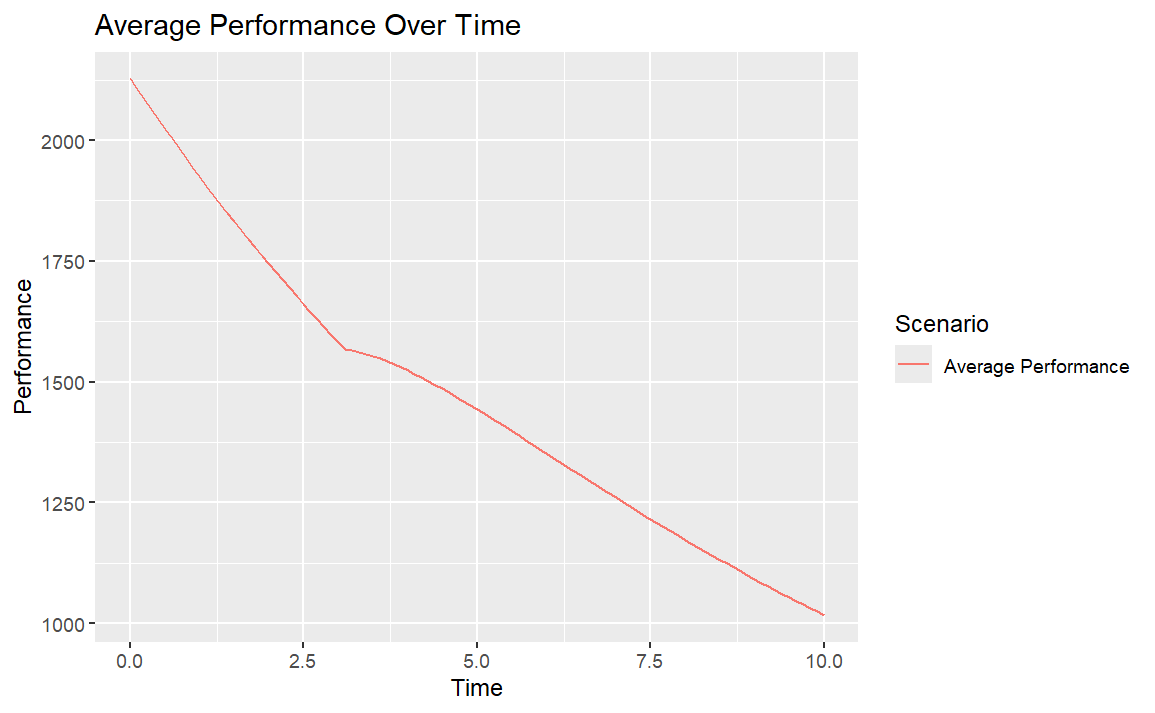 Average Performance Over Time
Performance
2000
1750
1500
1250
1000
0.0 2.5 5.0 7.5 10.0
Time
Scenario
Average Performance